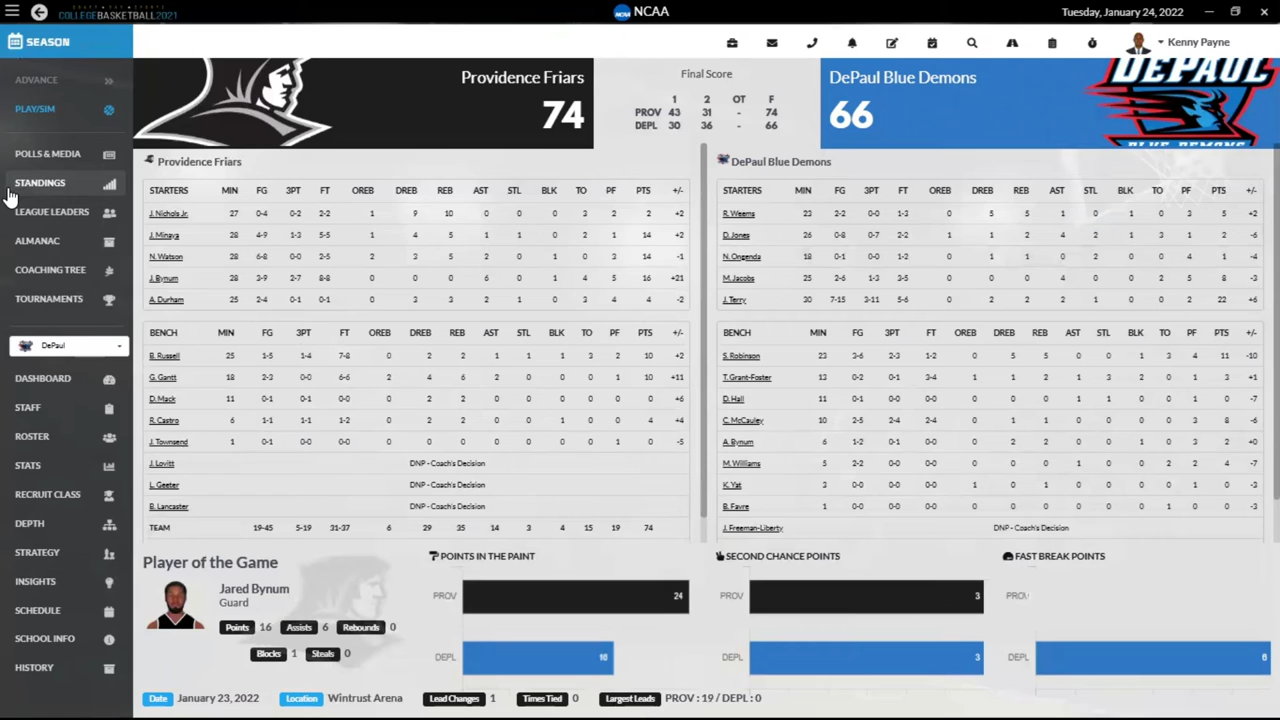 DRAFT DAY SPORTS
COLLEGE BASKETBALL 2021
NCAA
Tuesday, January 24, 2022
SEASON
Kenny Payne
ADVANCE
PLAY/SIM
POLLS & MEDIA
STANDINGS
LEAGUE LEADERS
ALMANAC
COACHING TREE
TOURNAMENTS
DePaul
DASHBOARD
STAFF
ROSTER
STATS
RECRUIT CLASS
DEPTH
STRATEGY
INSIGHTS
SCHEDULE
SCHOOL INFO
HISTORY
Providence Friars
74
Final Score
1 2 OT F
PROV 43 31 - 74
DEPL 30 36 - 66
DePaul Blue Demons
66
DEPAUL
BLUE DEMONS
Providence Friars
STARTERS MIN FG 3PT FT OREB DREB REB AST STL BLK TO PF PTS +/-
J. Nichols Jr. 27 0-4 0-2 2-2 1 9 10 0 0 0 3 2 2 +2
J. Minaya 28 4-9 1-3 5-5 1 4 5 1 1 0 2 1 14 +2
N. Watson 28 6-8 0-0 2-5 2 3 5 2 0 1 0 3 14 -1
J. Bynum 28 3-9 2-7 8-8 0 0 0 6 0 1 4 5 16 +21
A. Durham 25 2-4 0-1 0-1 0 3 3 2 1 0 3 4 4 -2
BENCH MIN FG 3PT FT OREB DREB REB AST STL BLK TO PF PTS +/-
B. Russell 25 1-5 1-4 7-8 0 2 2 1 1 1 3 2 10 +2
G. Gantt 18 2-3 0-0 6-6 2 4 6 2 0 0 0 1 10 +11
D. Mack 11 0-1 0-1 0-0 0 2 2 0 0 0 0 0 0 +6
R. Castro 6 1-1 1-1 1-2 0 2 2 0 0 1 0 0 4 +4
J. Townsend 1 0-1 0-0 0-0 0 0 0 0 0 0 0 1 0 -5
J. Lovitt DNP - Coach's Decision
L. Geeter DNP - Coach's Decision
B. Lancaster DNP - Coach's Decision
TEAM 19-45 5-19 31-37 6 29 35 14 3 4 15 19 74
DePaul Blue Demons
STARTERS MIN FG 3PT FT OREB DREB REB AST STL BLK TO PF PTS +/-
R. Weems 23 2-2 0-0 1-3 0 5 5 1 0 1 0 3 5 +2
D. Jones 26 0-8 0-7 2-2 1 1 2 4 1 1 3 1 2 -6
N. Ongenda 18 0-1 0-0 1-2 0 1 1 0 0 2 0 4 1 -4
M. Jacobs 25 2-6 1-3 3-5 0 0 0 4 0 0 2 5 8 -3
J. Terry 30 7-15 3-11 5-6 0 2 2 2 1 0 0 2 22 +6
BENCH MIN FG 3PT FT OREB DREB REB AST STL BLK TO PF PTS +/-
S. Robinson 23 3-6 2-3 1-2 0 5 5 0 0 1 3 4 11 -10
T. Grant-Foster 13 0-2 0-1 3-4 1 1 2 1 3 2 0 1 3 +1
D. Hall 11 0-1 0-1 0-0 0 0 0 0 1 1 0 1 0 -7
C. McCauley 10 2-5 2-4 2-4 0 1 1 0 0 0 0 3 8 -6
A. Bynum 6 1-2 0-1 0-0 0 2 2 0 0 1 0 3 2 +0
M. Williams 5 2-2 0-0 0-0 0 0 0 1 0 0 2 2 4 -7
K. Yat 3 0-0 0-0 0-0 1 0 1 0 0 0 0 1 0 -3
B. Favre 1 0-0 0-0 0-0 0 0 0 0 0 0 1 0 0 -3
J. Freeman-Liberty DNP - Coach's Decision
Player of the Game
Jared Bynum
Guard
Points 16 Assists 6 Rebounds 0
Blocks 1 Steals 0
POINTS IN THE PAINT
PROV 24
DEPL
SECOND CHANCE POINTS
PROV 3
DEPL 3
FAST BREAK POINTS
PROV
DEPL 6
Date January 23, 2022 Location Wintrust Arena Lead Changes 1 Times Tied 0 Largest Leads PROV : 19 / DEPL : 0